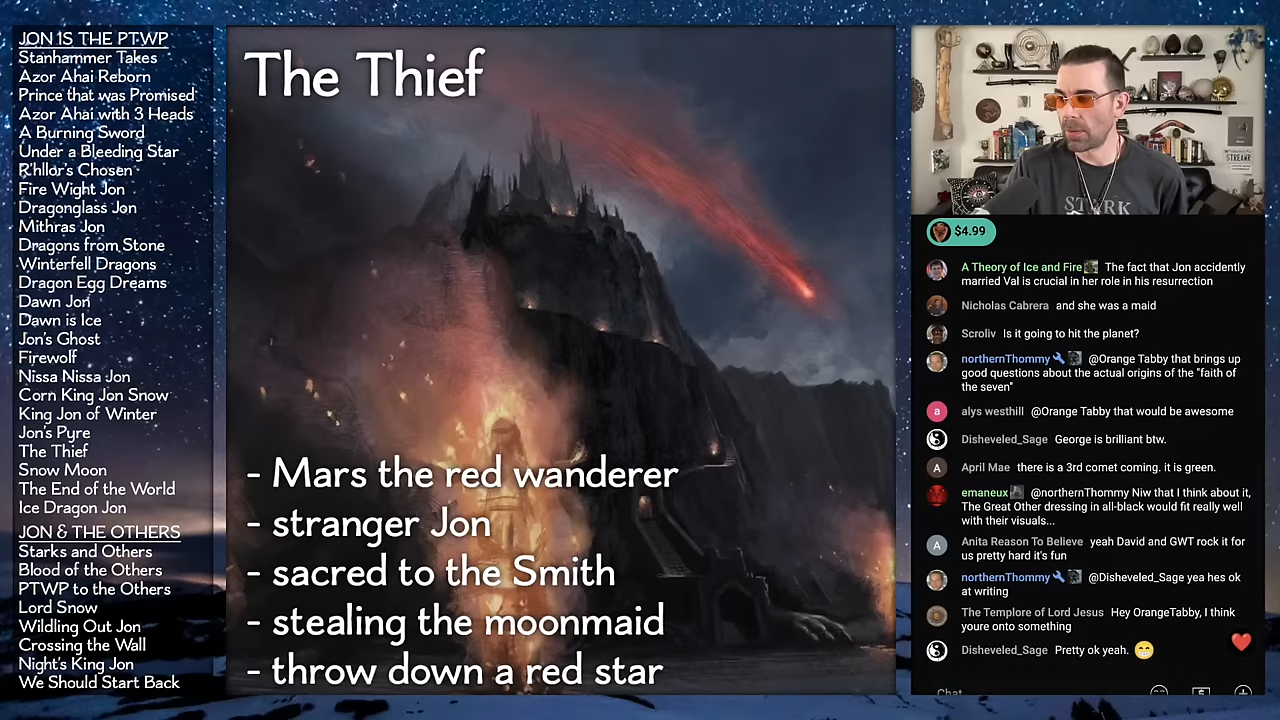 JON IS THE PTWP
Stanhammer Takes
Azor Ahai Reborn
Prince that was Promised
Azor Ahai with 3 Heads
A Burning Sword
Under a Bleeding Star
R'hllor's Chosen
Fire Wight Jon
Dragonglass Jon
Mithras Jon
Dragons from Stone
Winterfell Dragons
Dragon Egg Dreams
Dawn Jon
Dawn is Ice
Jon's Ghost
Firewolf
Nissa Nissa Jon
Corn King Jon Snow
King Jon of Winter
Jon's Pyre
The Thief
Snow Moon
The End of the World
Ice Dragon Jon
JON & THE OTHERS
Starks and Others
Blood of the Others
PTWP to the Others
Lord Snow
Wildling Out Jon
Crossing the Wall
Night's King Jon
We Should Start Back
The Thief
- Mars the red wanderer
- stranger Jon
- sacred to the Smith
- stealing the moonmaid
- throw down a red star
STARK
$4.99
A Theory of Ice and Fire The fact that Jon accidently
married Val is crucial in her role in his resurrection
Nicholas Cabrera and she was a maid
Scroliv Is it going to hit the planet?
northernThommy @Orange Tabby that brings up
good questions about the actual origins of the "faith of
the seven"
a alys westhill @Orange Tabby that would be awesome
Disheveled_Sage George is brilliant btw.
A April Mae there is a 3rd comet coming. it is green.
emaneux @northernThommy Niw that I think about it,
The Great Other dressing in all-black would fit really well
with their visuals...
A Anita Reason To Believe yeah David and GWT rock it for
us pretty hard it's fun
northernThommy @Disheveled_Sage yea hes ok
at writing
The Templore of Lord Jesus Hey OrangeTabby, I think
youre onto something
Disheveled_Sage Pretty ok yeah.
Chat